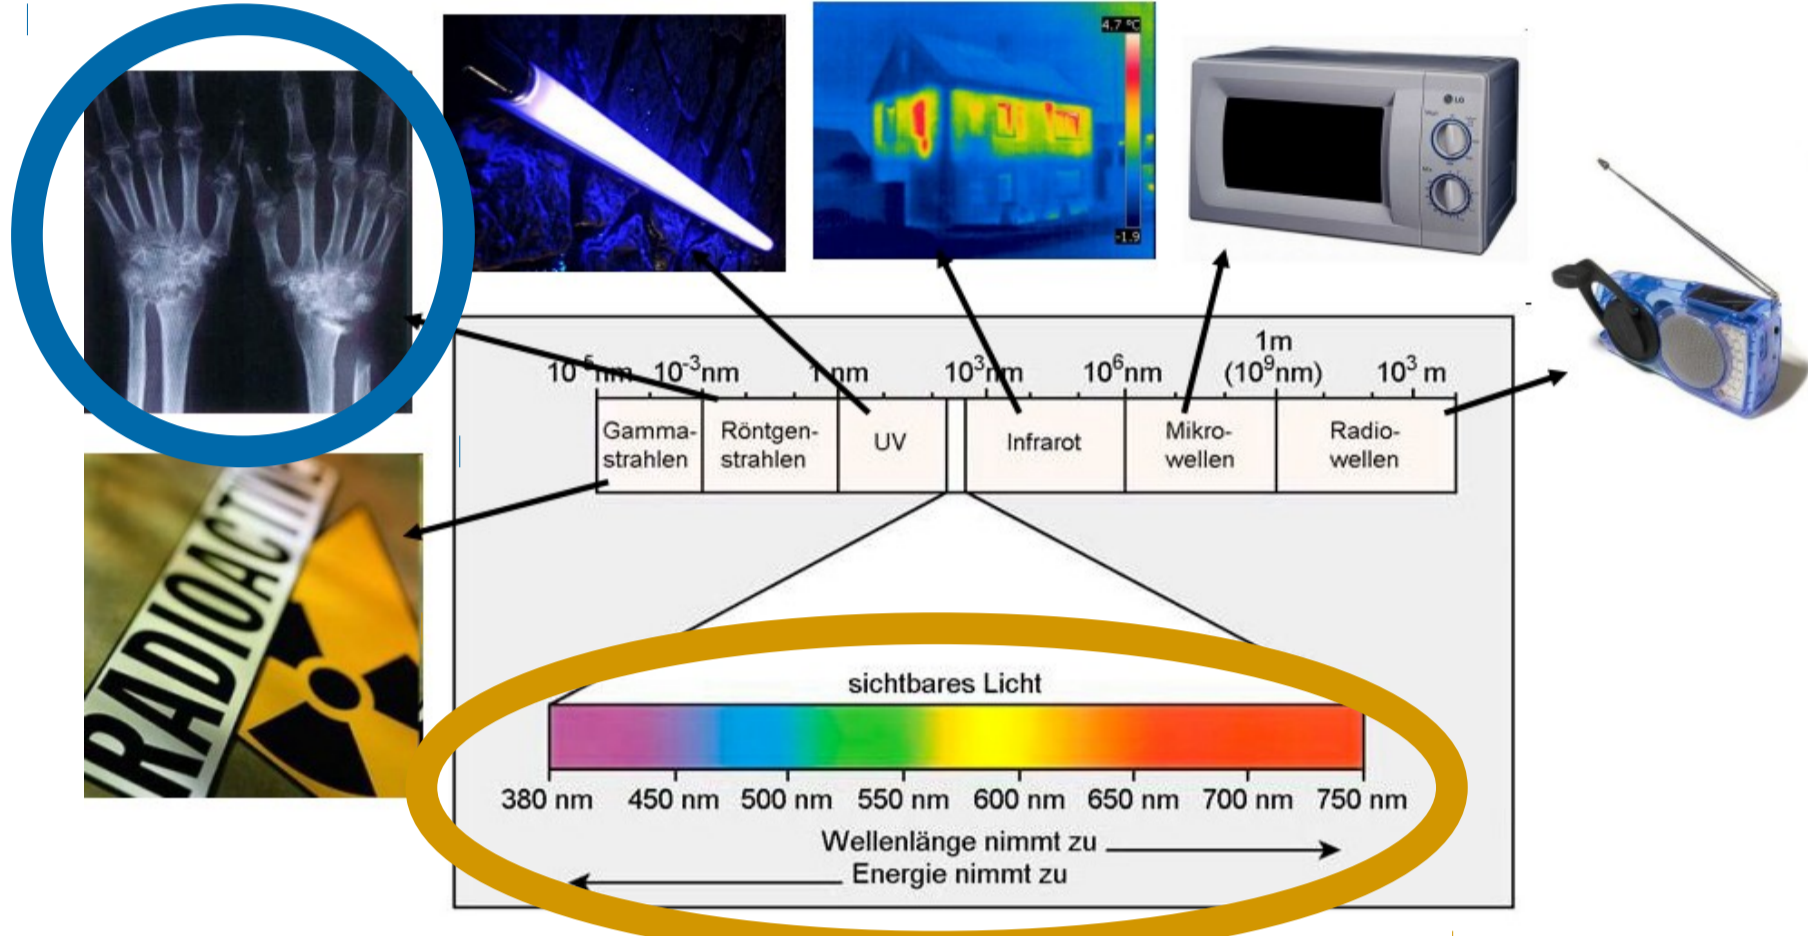 4.7 °C
-1.9
LG
1m
10⁻⁵nm 10⁻³nm 1 nm 10³nm 10⁶nm (10⁹nm) 10³ m
Gamma-
strahlen
Röntgen-
strahlen
UV
Infrarot
Mikro-
wellen
Radio-
wellen
RADIOACTIV
sichtbares Licht
380 nm 450 nm 500 nm 550 nm 600 nm 650 nm 700 nm 750 nm
Wellenlänge nimmt zu
Energie nimmt zu